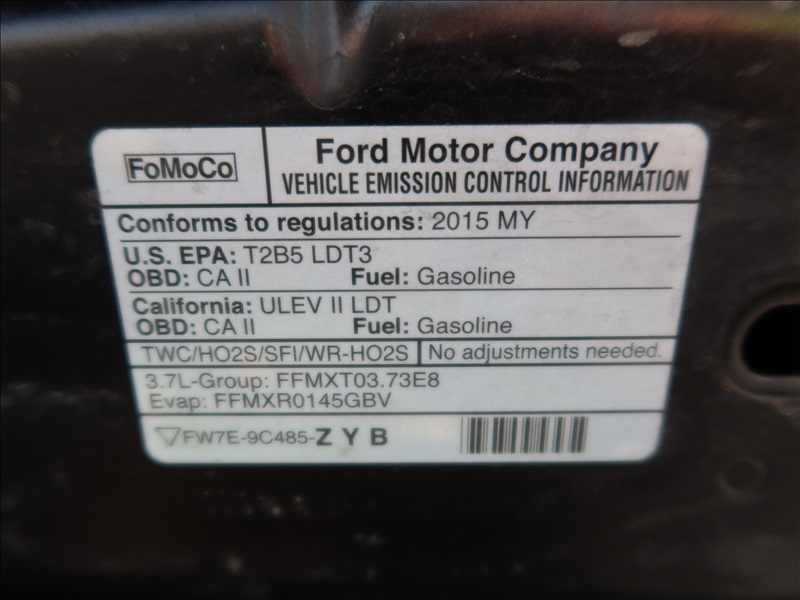 FoMoCo
Ford Motor Company
VEHICLE EMISSION CONTROL INFORMATION
Conforms to regulations: 2015 MY
U.S. EPA: T2B5 LDT3
OBD: CA II Fuel: Gasoline
California: ULEV II LDT
OBD: CA II Fuel: Gasoline
TWC/HO2S/SFI/WR-HO2S No adjustments needed.
3.7L-Group: FFMXT03.73E8
Evap: FFMXR0145GBV
FW7E-9C485-Z Y B